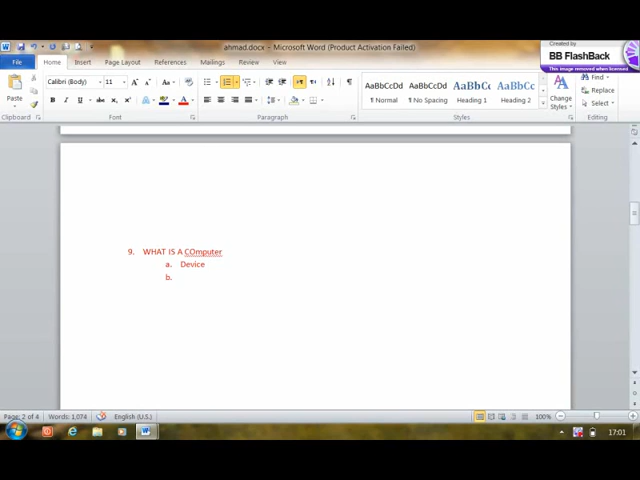 ahmad.docx - Microsoft Word (Product Activation Failed)
Created by
BB FlashBack
This image removed when licensed
File Home Insert Page Layout References Mailings Review View
Paste
Clipboard
Calibri (Body) 11
B I U abc x₂ x² A
Font
Paragraph
AaBbCcDd AaBbCcDd AaBbCc AaBbCc
¶ Normal ¶ No Spacing Heading 1 Heading 2
Change Styles
Styles
Find
Replace
Select
Editing
9. WHAT IS A COmputer
a. Device
b.
Page: 2 of 4 Words: 1,074 English (U.S.) 100%
17:01